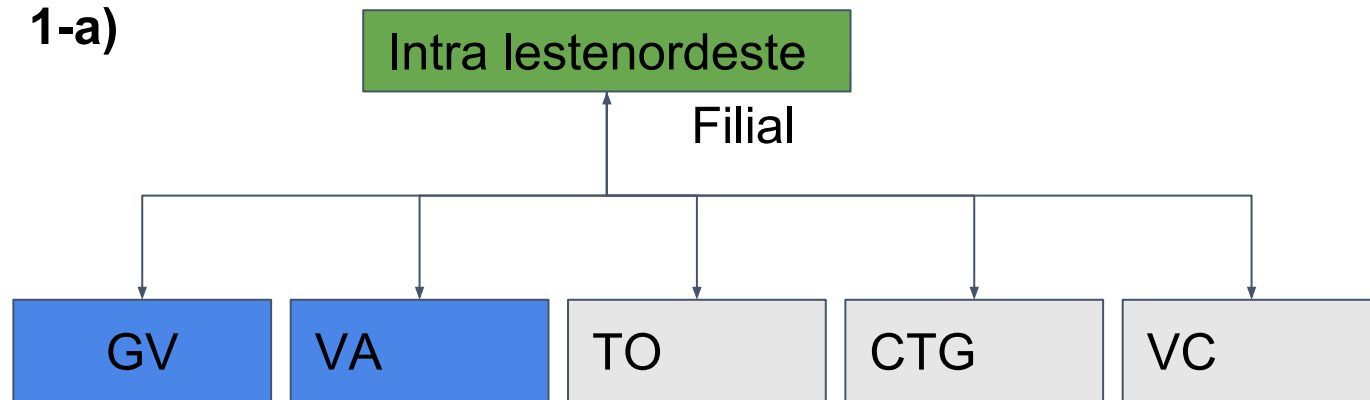 1-a)
Intra lestenordeste
Filial
GV
VA
TO
CTG
VC